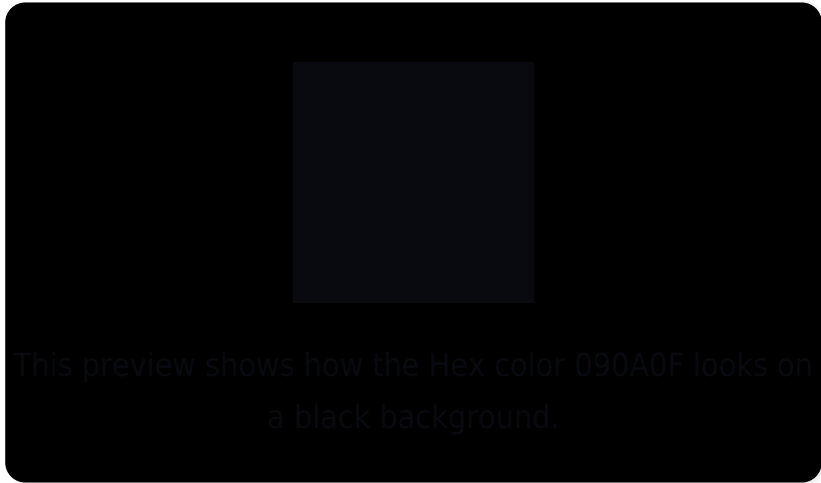 This preview shows how the Hex color 090A0F looks on
a black background.